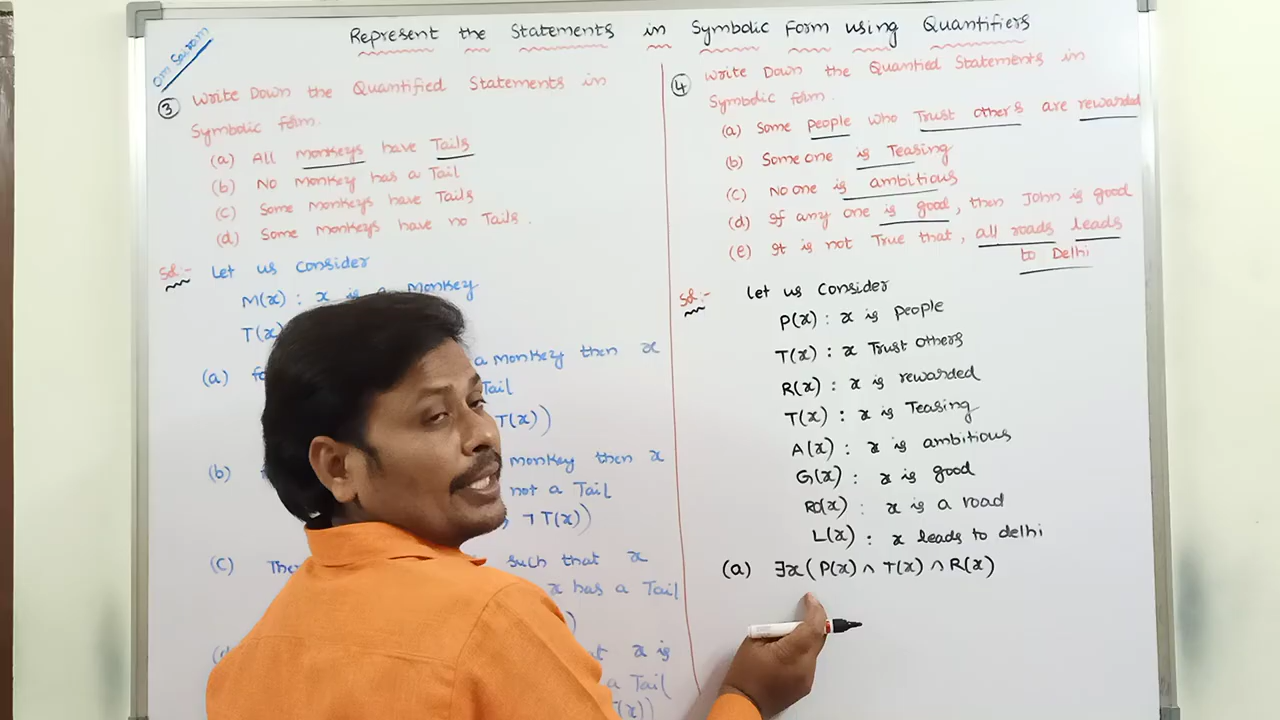 Om Sairam
Represent the Statements in Symbolic Form using Quantifiers
③ Write Down the Quantified Statements in
Symbolic form.
(a) All monkeys have Tails
(b) No Monkey has a Tail
(c) Some Monkeys have Tails
(d) Some monkeys have no Tails.
Sol:- Let us consider
M(x) : x is a Monkey
T(x)
(a) a monkey then x
Tail
T(x))
(b) monkey then x
not a Tail
¬T(x))
(C) such that x
x has a Tail
)
that x is
a Tail
(x))
④ Write Down the Quantied Statements in
Symbolic form.
(a) Some people who Trust others are rewarded
(b) Some one is Teasing
(c) No one is ambitious
(d) If any one is good, then John is good
(e) It is not True that, all roads leads
to Delhi
Sol:- let us Consider
P(x) : x is people
T(x) : x Trust others
R(x) : x is rewarded
T(x) : x is Teasing
A(x) : x is ambitious
G(x) : x is good
RO(x) : x is a road
L(x) : x leads to delhi
(a) ∃x(P(x) ∧ T(x) ∧ R(x)